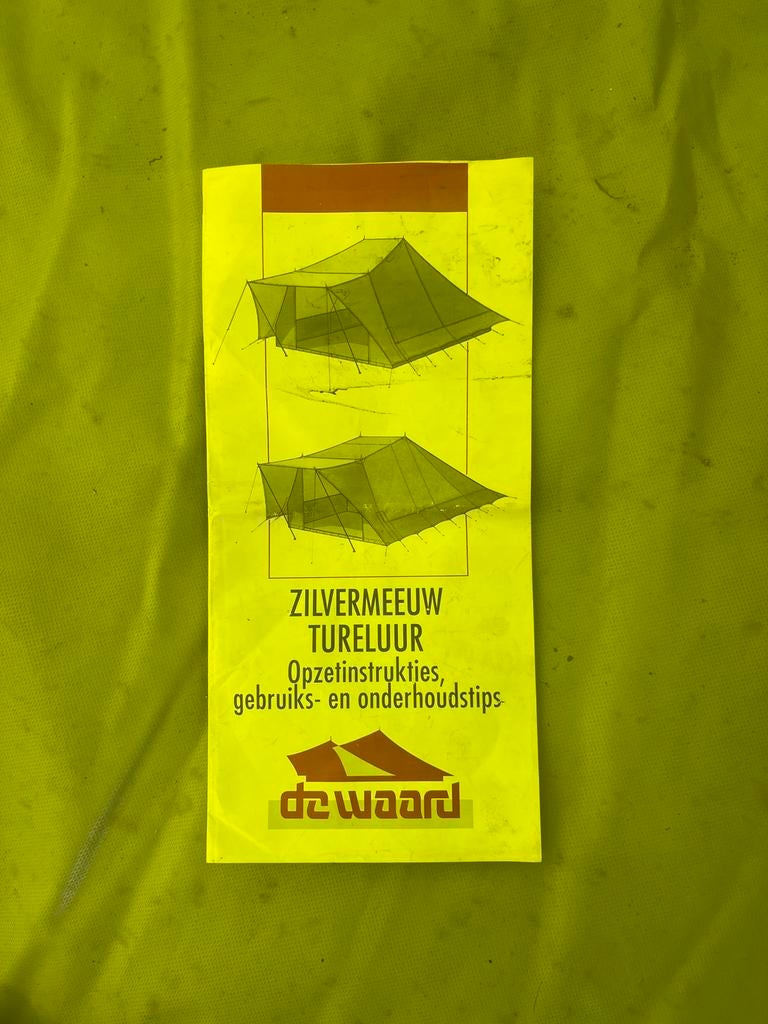 ZILVERMEEUW
TURELUUR
Opzetinstrukties,
gebruiks- en onderhoudstips
de waard